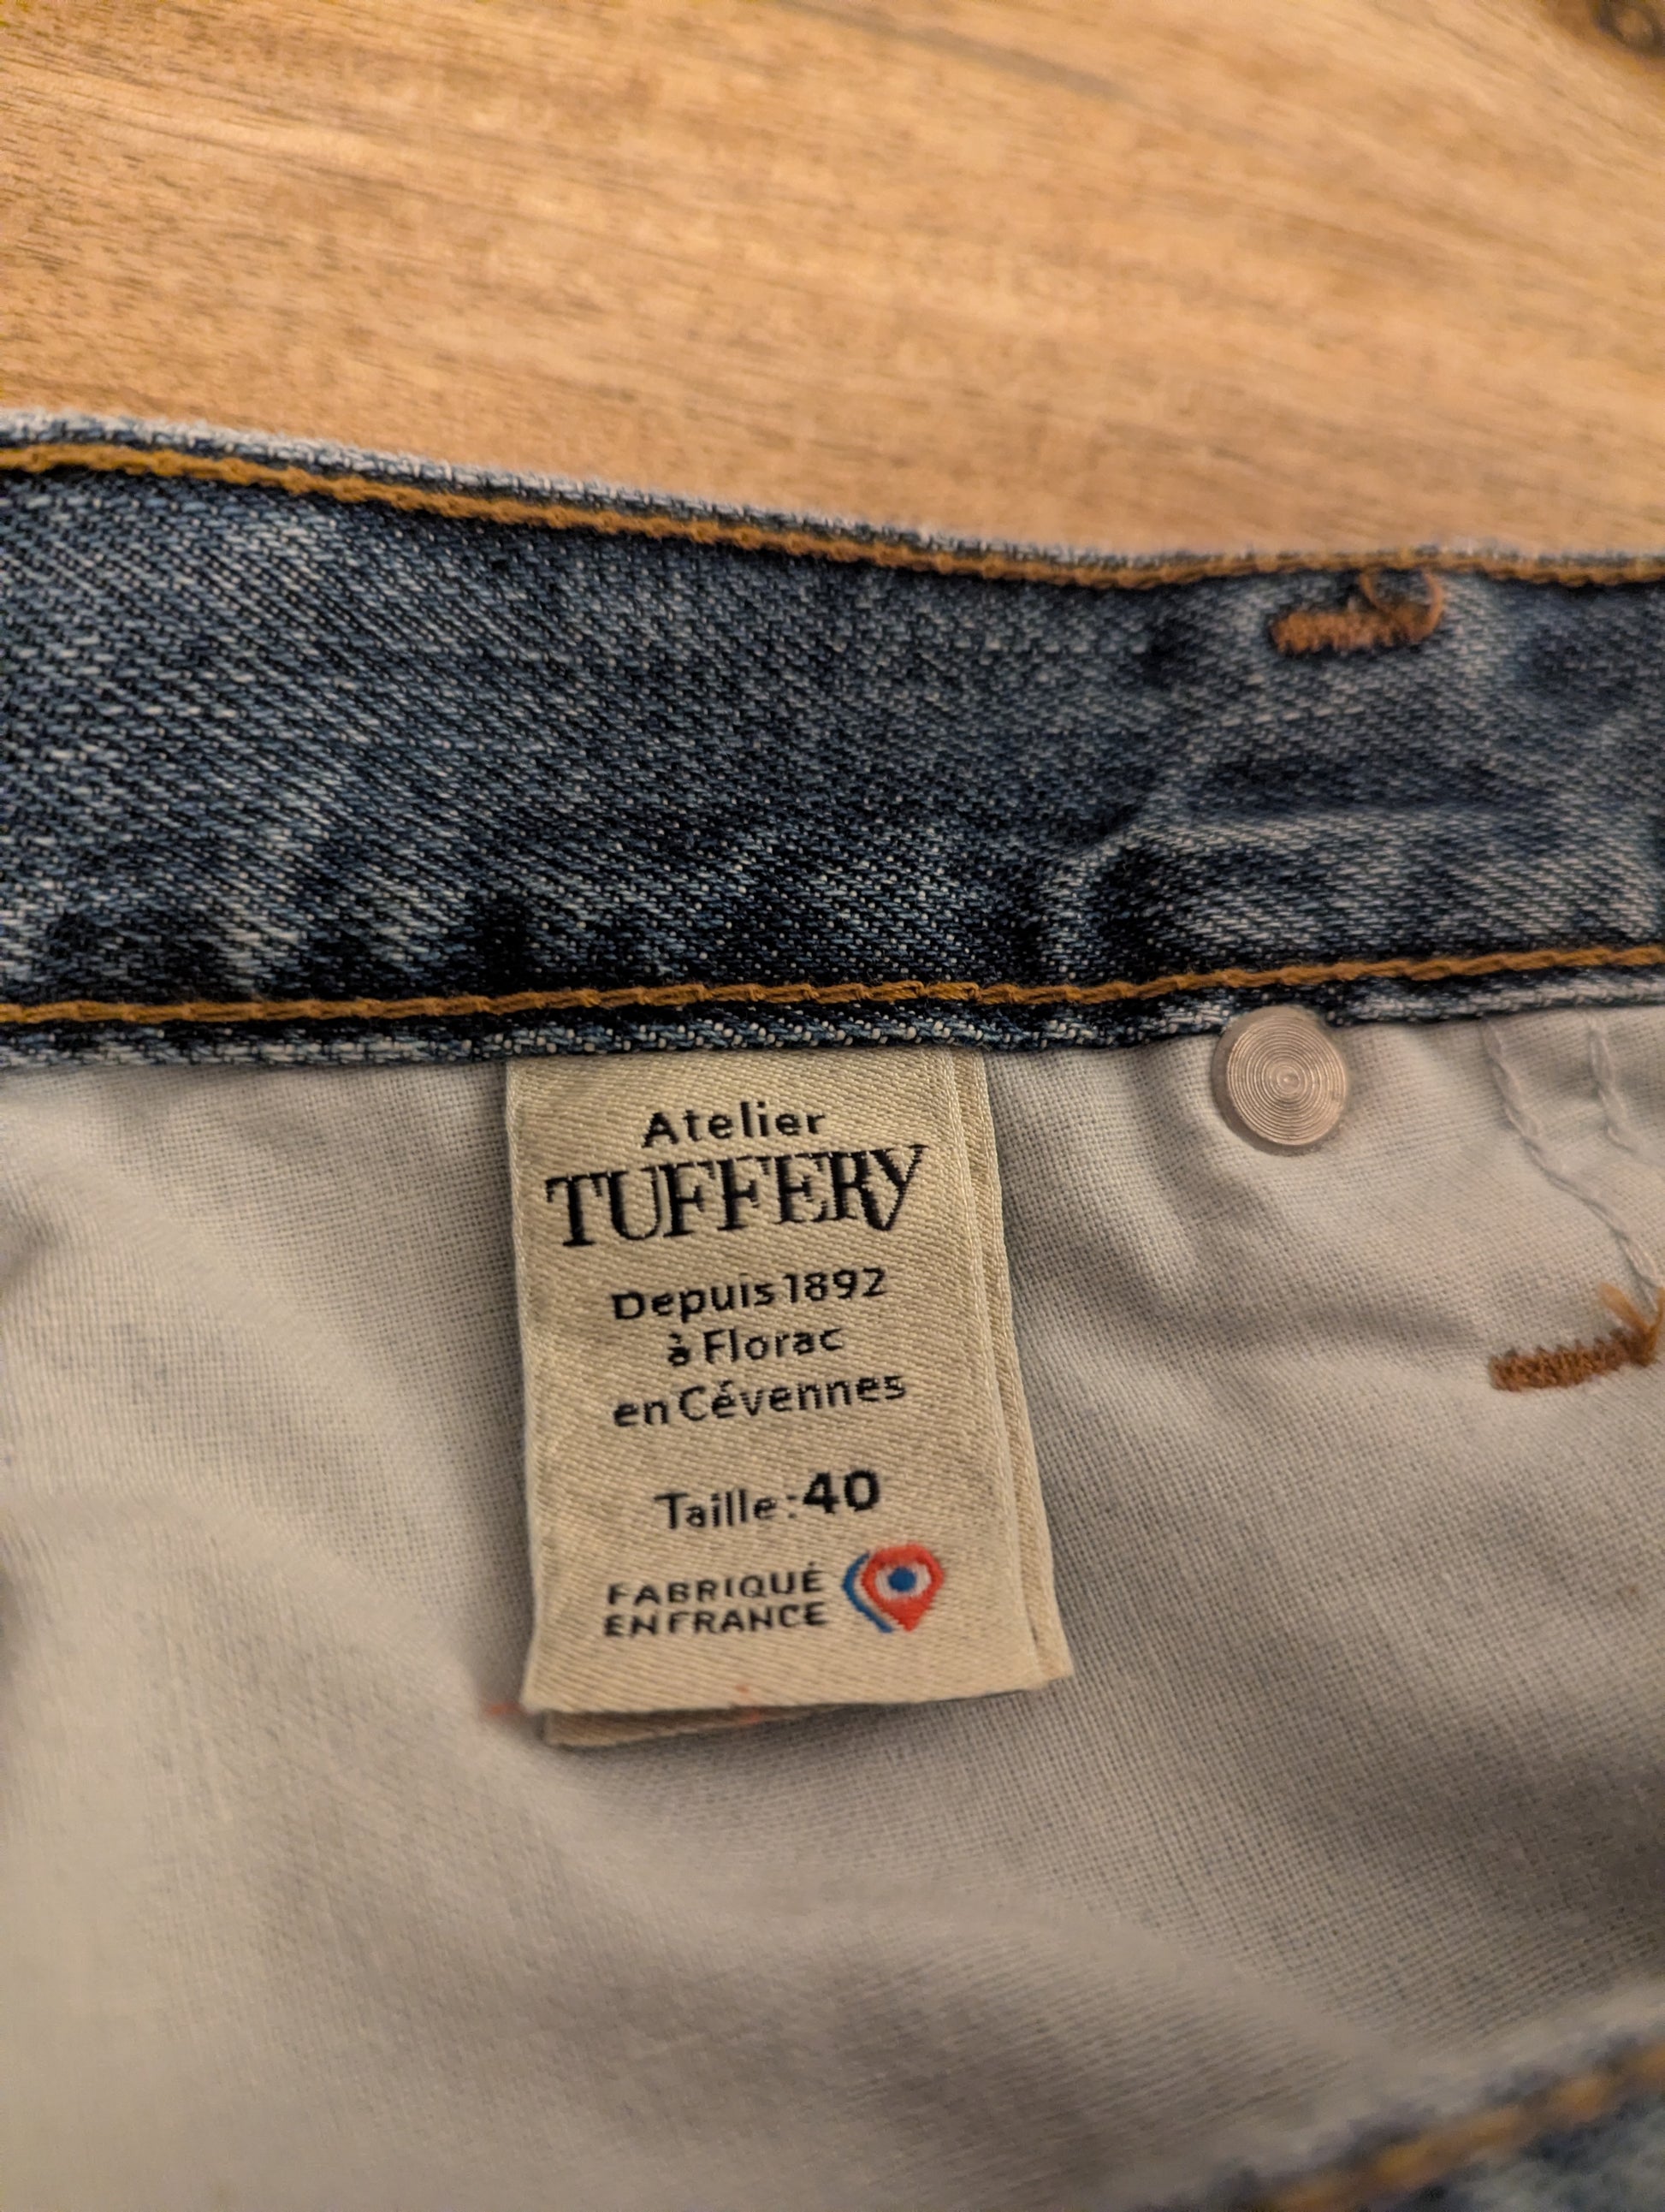 Atelier
TUFFERY
Depuis 1892
à Florac
en Cévennes
Taille : 40
FABRIQUÉ
EN FRANCE